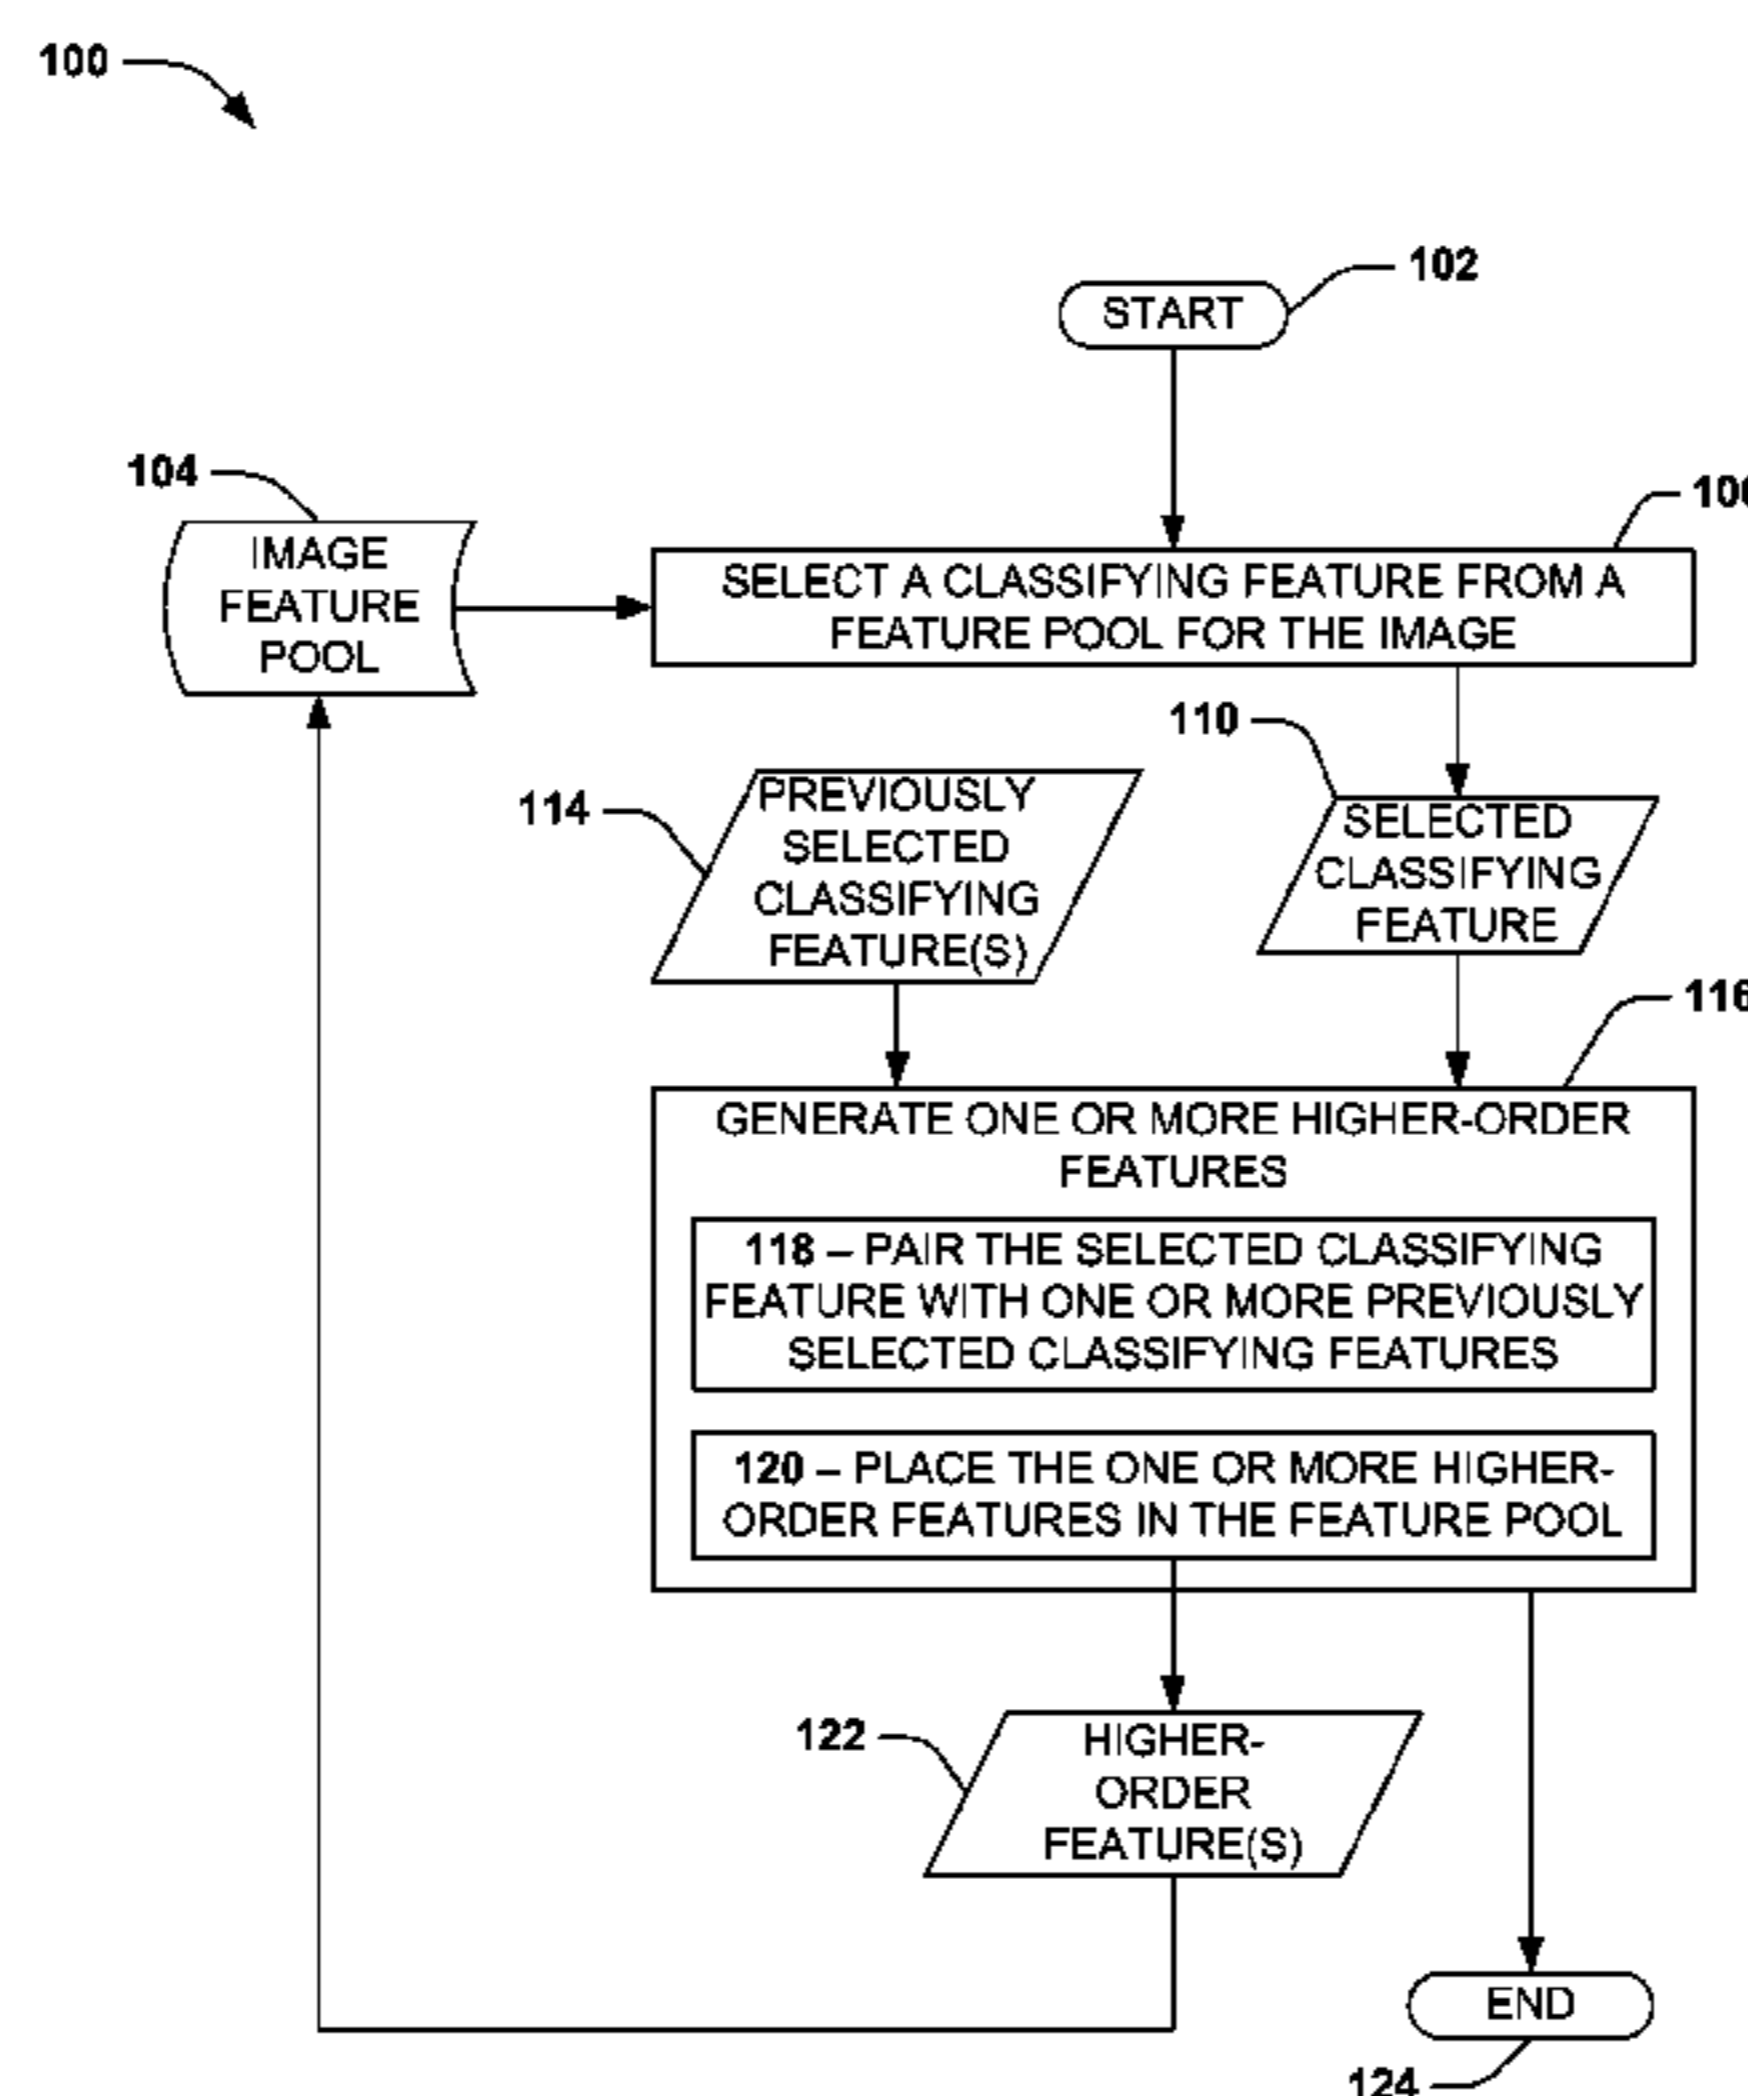 100
102
START
104
IMAGE
FEATURE
POOL
SELECT A CLASSIFYING FEATURE FROM A
FEATURE POOL FOR THE IMAGE
110
114
PREVIOUSLY
SELECTED
CLASSIFYING
FEATURE(S)
SELECTED
CLASSIFYING
FEATURE
116
GENERATE ONE OR MORE HIGHER-ORDER
FEATURES
118 – PAIR THE SELECTED CLASSIFYING
FEATURE WITH ONE OR MORE PREVIOUSLY
SELECTED CLASSIFYING FEATURES
120 – PLACE THE ONE OR MORE HIGHER-
ORDER FEATURES IN THE FEATURE POOL
122
HIGHER-
ORDER
FEATURE(S)
END
124